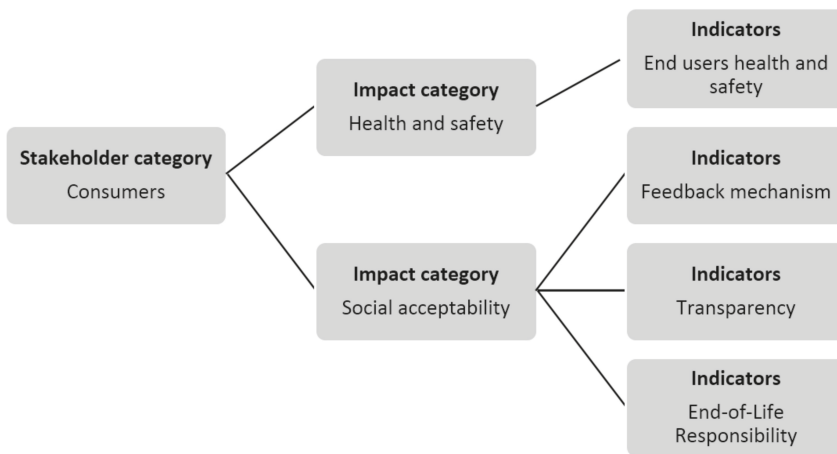 Stakeholder category
Consumers
Impact category
Health and safety
Impact category
Social acceptability
Indicators
End users health and
safety
Indicators
Feedback mechanism
Indicators
Transparency
Indicators
End-of-Life
Responsibility